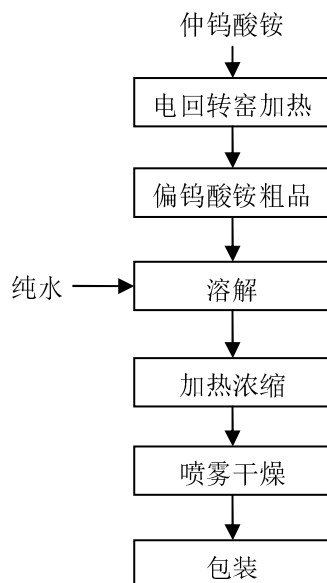 仲钨酸铵
电回转窑加热
偏钨酸铵粗品
纯水
溶解
加热浓缩
喷雾干燥
包装